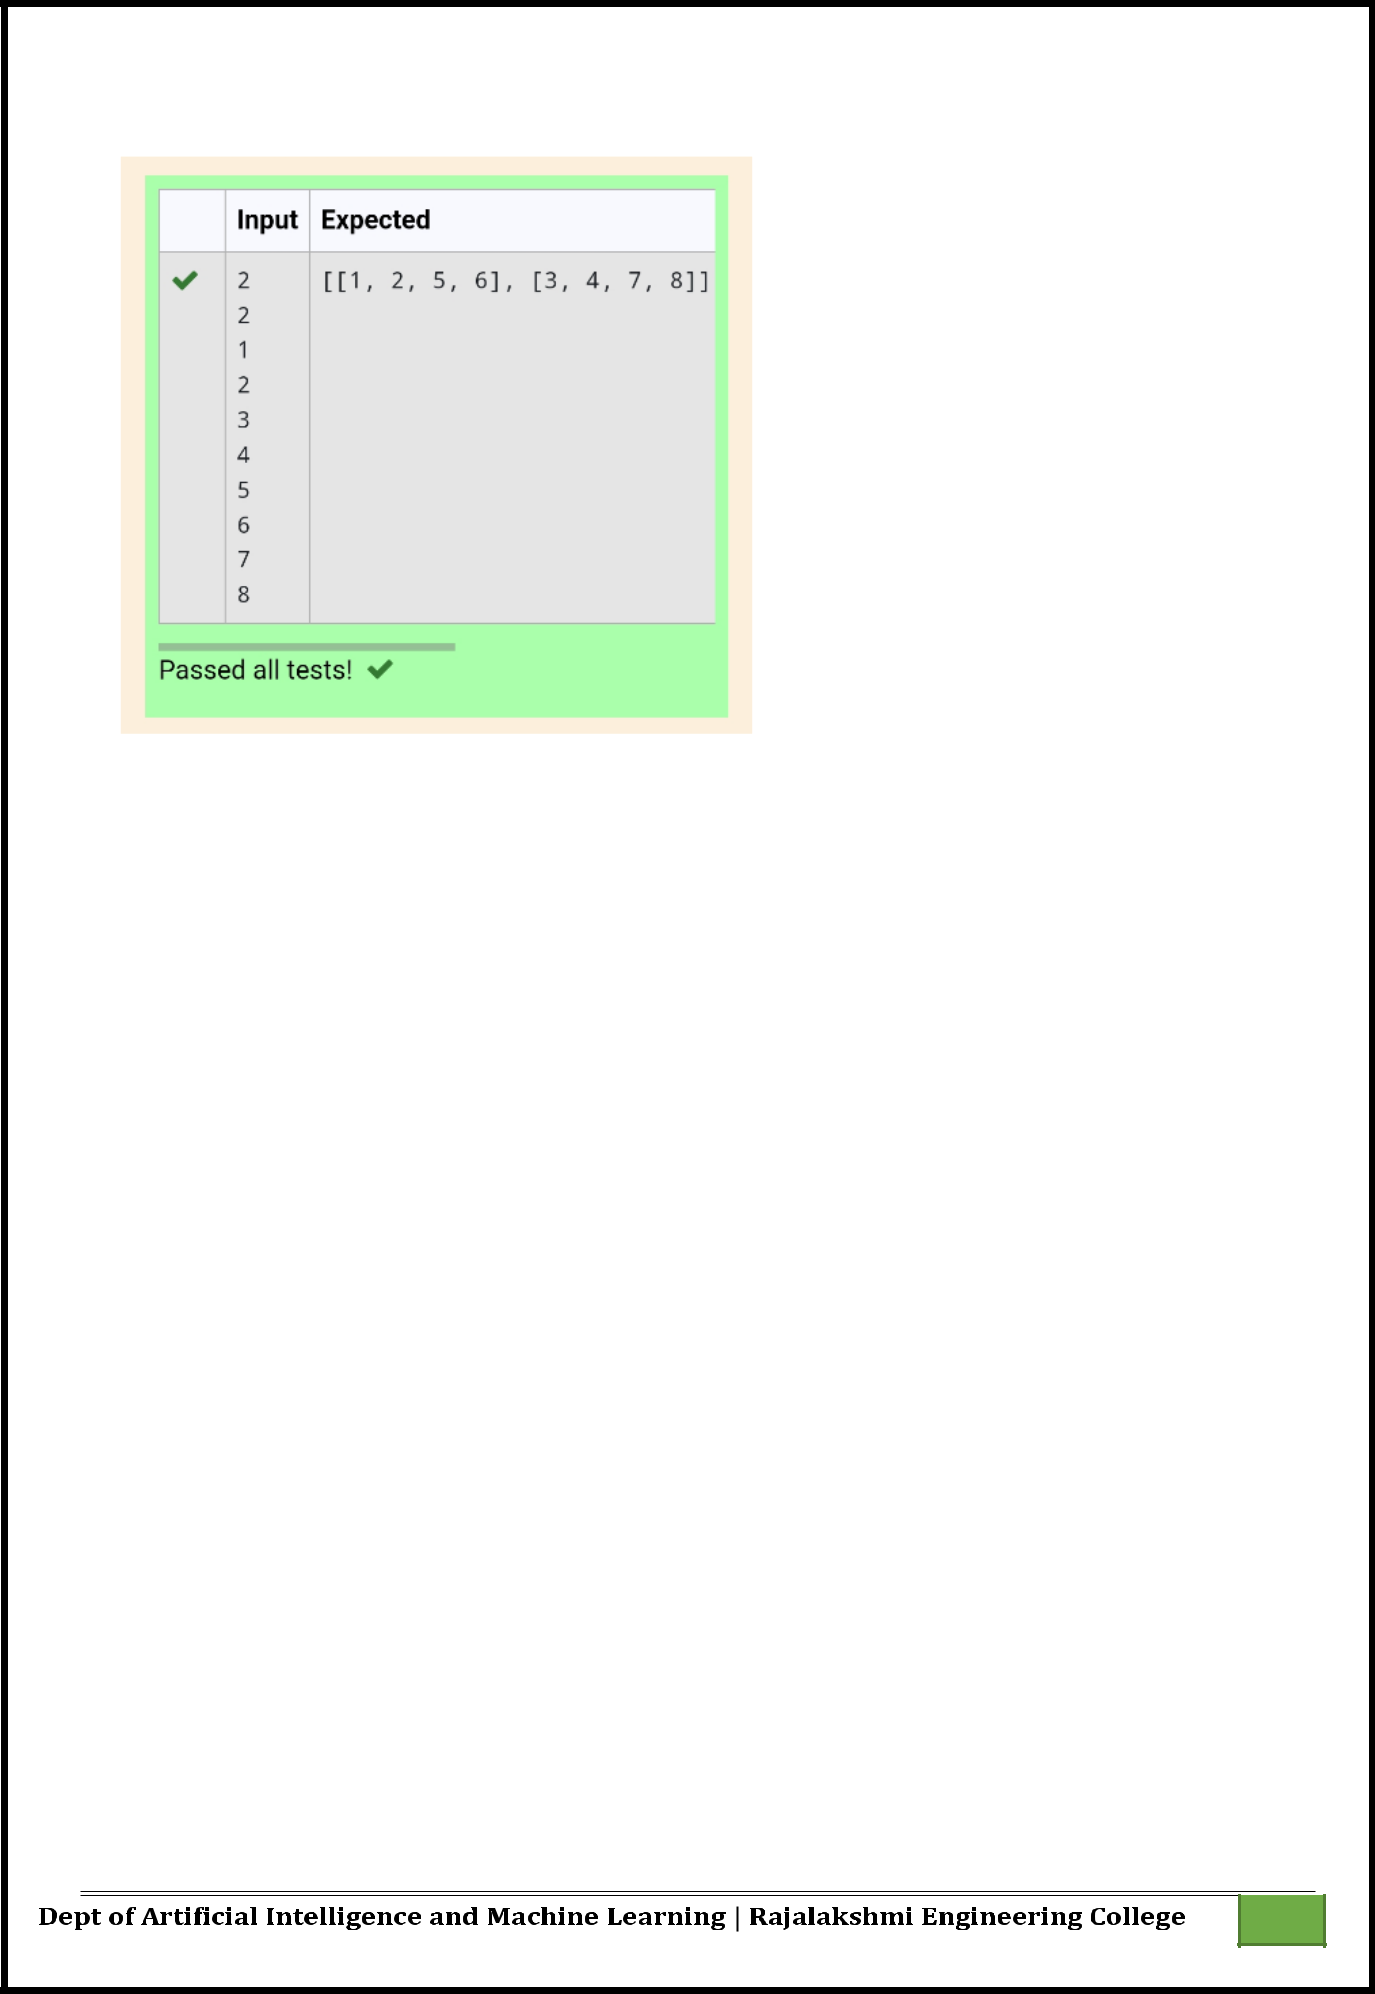 Input Expected
2 [[1, 2, 5, 6], [3, 4, 7, 8]]
2
1
2
3
4
5
6
7
8
Passed all tests!
Dept of Artificial Intelligence and Machine Learning | Rajalakshmi Engineering College